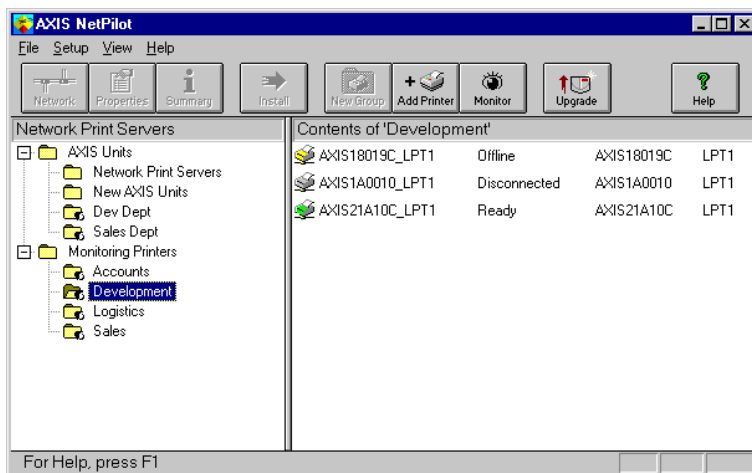 AXIS NetPilot
File Setup View Help
Network Properties Summary Install New Group Add Printer Monitor Upgrade Help
Network Print Servers
AXIS Units
Network Print Servers
New AXIS Units
Dev Dept
Sales Dept
Monitoring Printers
Accounts
Development
Logistics
Sales
Contents of 'Development'
AXIS18019C_LPT1 Offline AXIS18019C LPT1
AXIS1A0010_LPT1 Disconnected AXIS1A0010 LPT1
AXIS21A10C_LPT1 Ready AXIS21A10C LPT1
For Help, press F1